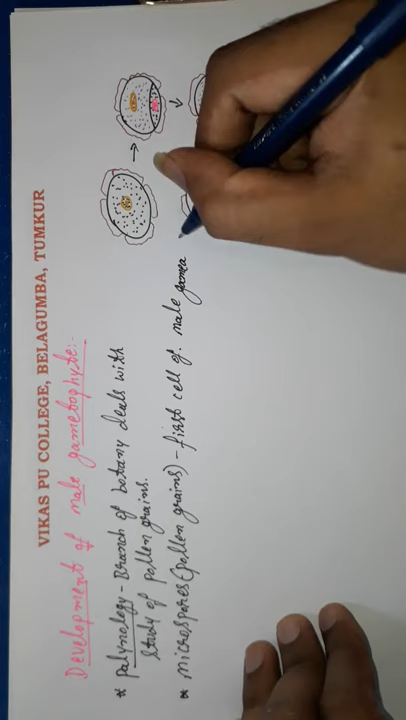 VIKAS PU COLLEGE, BELAGUMBA, TUMKUR
Development of male gametophyte:-
* Palynology - Branch of botany deals with
study of pollen grains.
* Microspores (pollen grains) - first cell of male